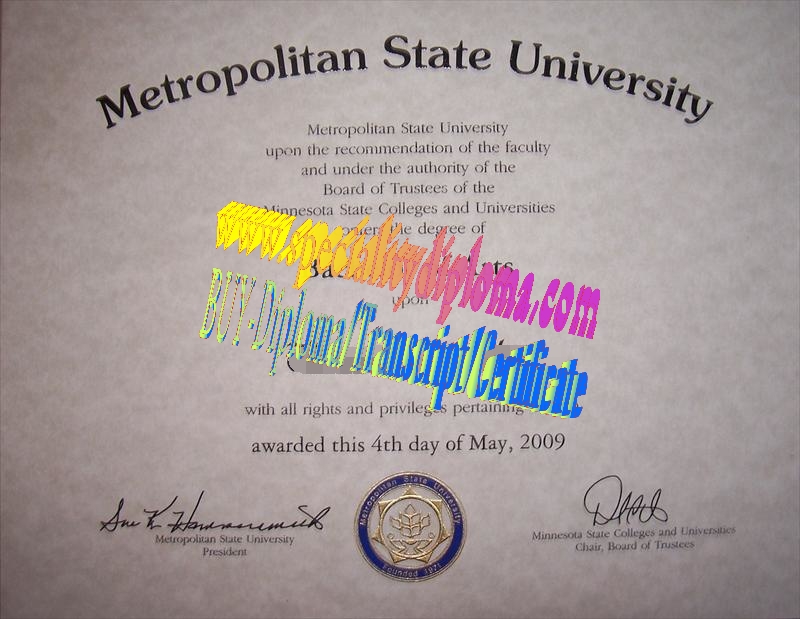 Metropolitan State University
Metropolitan State University
upon the recommendation of the faculty
and under the authority of the
Board of Trustees of the
Minnesota State Colleges and Universities
the degree of
www.specialitydiploma.com
upon
BUY-Diploma/Transcript/Certificate
with all rights and privileges pertaining
awarded this 4th day of May, 2009
Metropolitan State University
Founded 1971
Metropolitan State University
President
Minnesota State Colleges and Universities
Chair, Board of Trustees